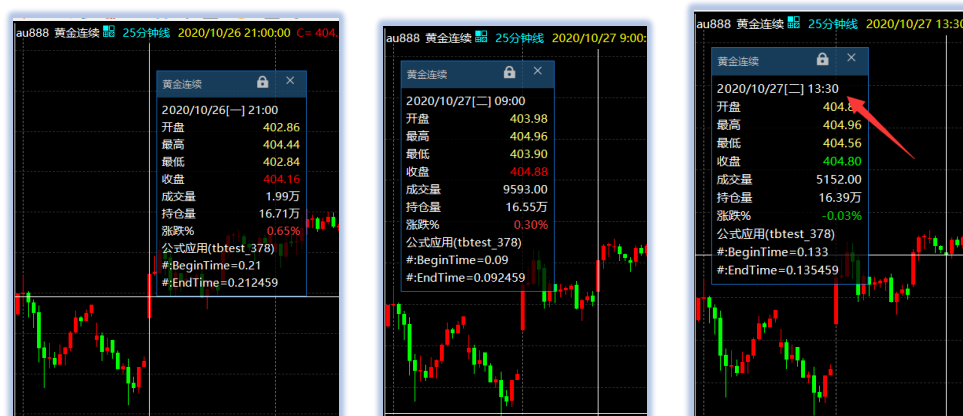 au888 黄金连续 25分钟线 2020/10/26 21:00:00 C= 404.
黄金连续
2020/10/26[一] 21:00
开盘 402.86
最高 404.44
最低 402.84
收盘 404.16
成交量 1.99万
持仓量 16.71万
涨跌% 0.65%
公式应用(tbtest_378)
#:BeginTime=0.21
#:EndTime=0.212459
au888 黄金连续 25分钟线 2020/10/27 9:00:
黄金连续
2020/10/27[二] 09:00
开盘 403.98
最高 404.96
最低 403.90
收盘 404.88
成交量 9593.00
持仓量 16.55万
涨跌% 0.30%
公式应用(tbtest_378)
#:BeginTime=0.09
#:EndTime=0.092459
au888 黄金连续 25分钟线 2020/10/27 13:30
黄金连续
2020/10/27[二] 13:30
开盘
最高 404.96
最低 404.56
收盘 404.80
成交量 5152.00
持仓量 16.39万
涨跌% -0.03%
公式应用(tbtest_378)
#:BeginTime=0.133
#:EndTime=0.135459